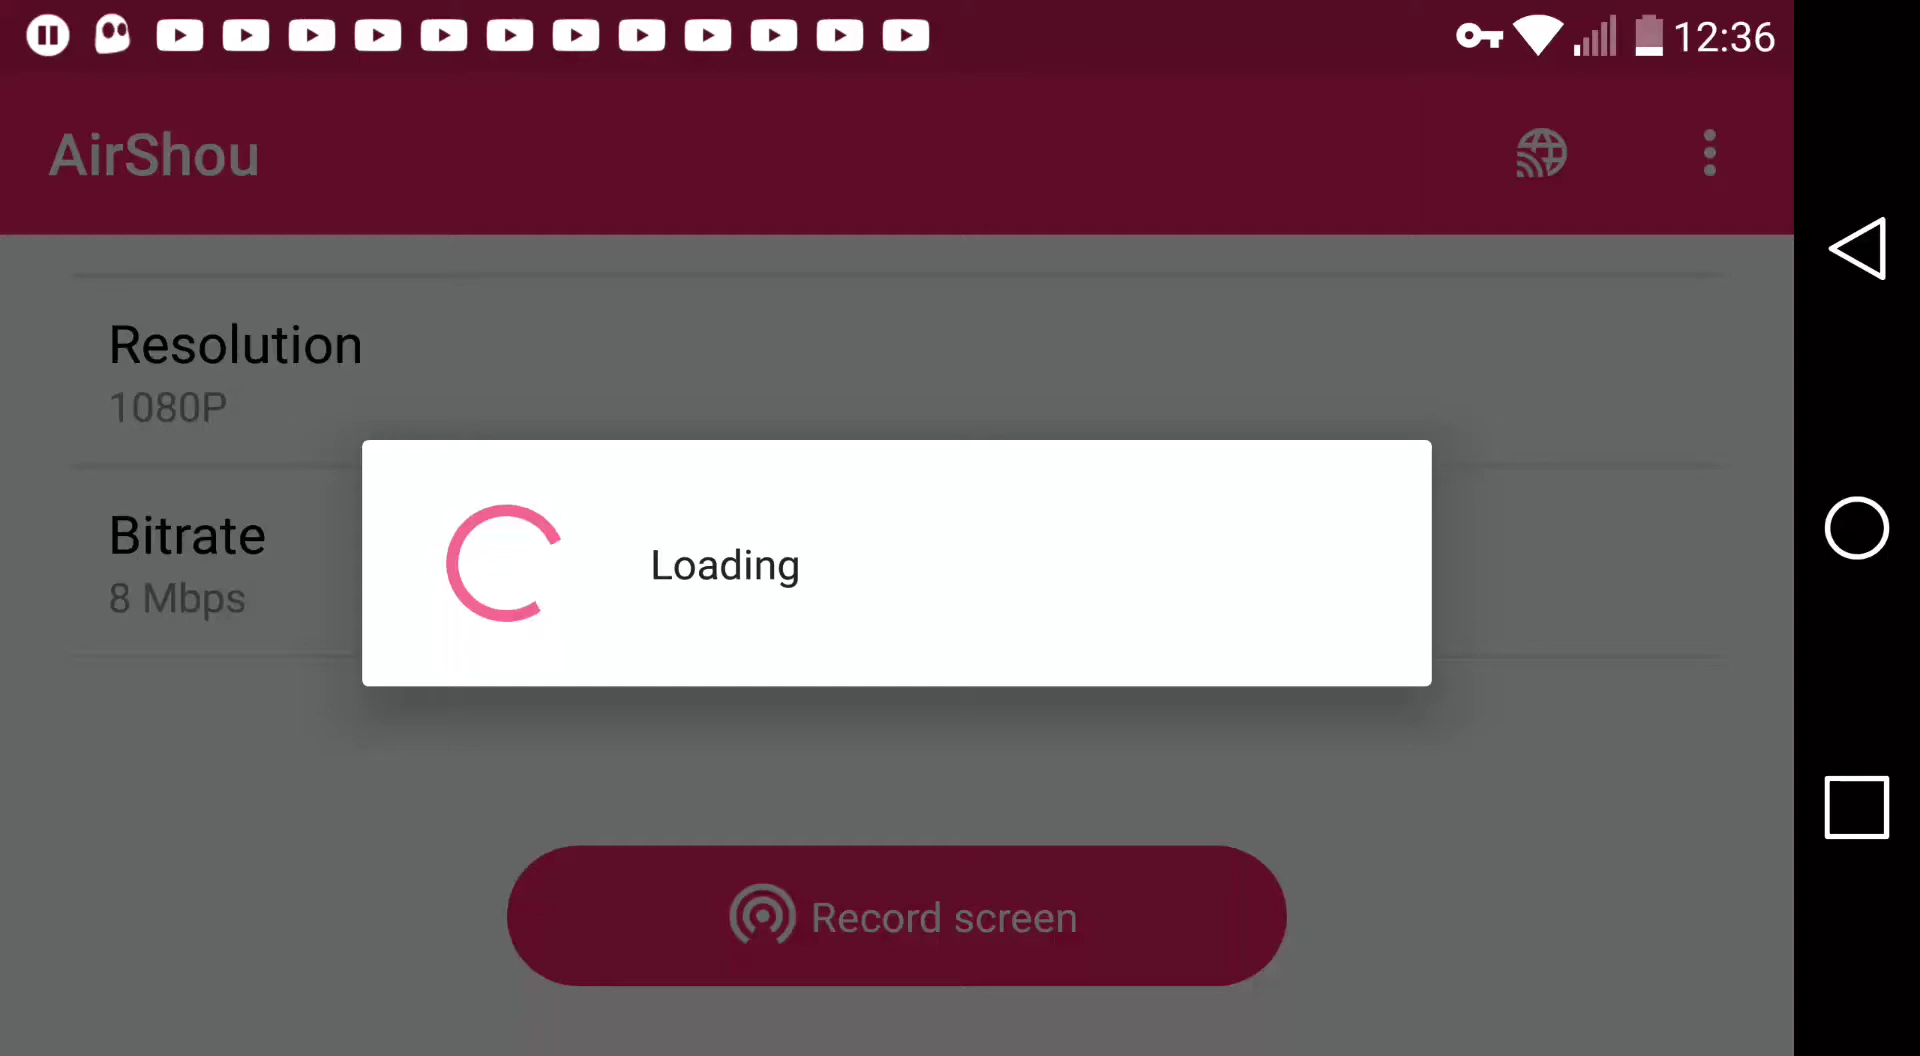 12:36
AirShou
Resolution
1080P
Bitrate
8 Mbps
Loading
Record screen